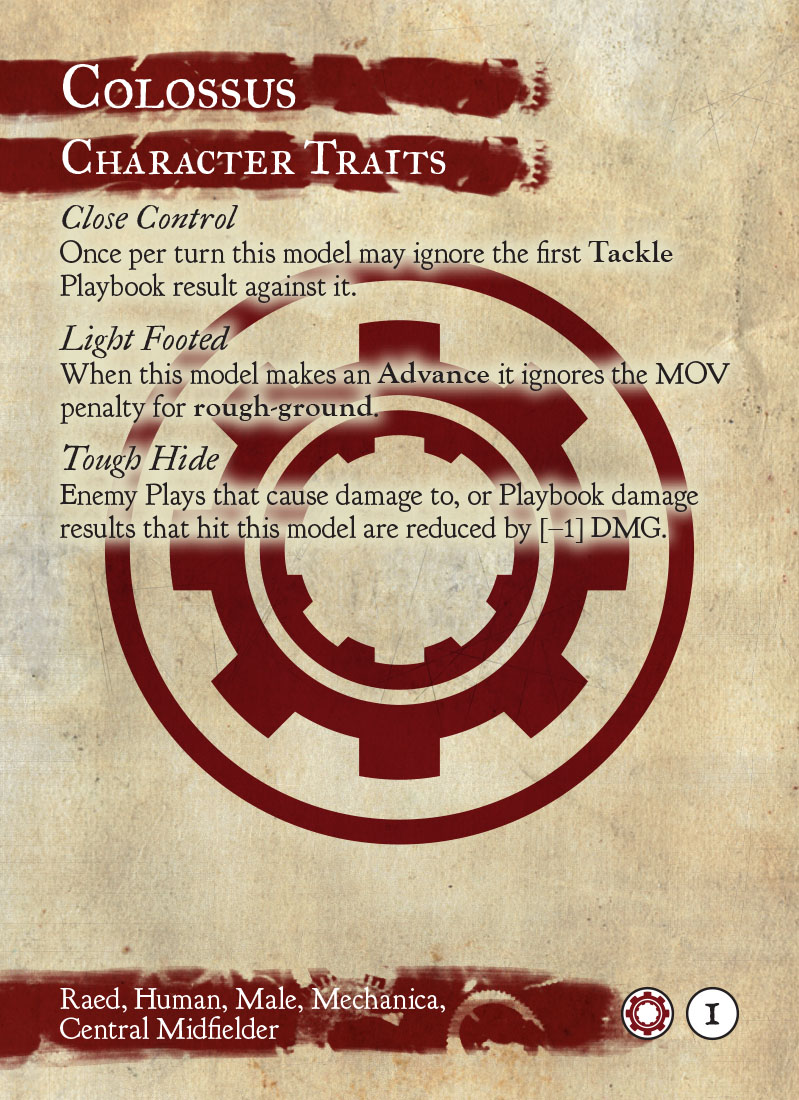 Colossus
Character Traits
Close Control
Once per turn this model may ignore the first Tackle
Playbook result against it.
Light Footed
When this model makes an Advance it ignores the MOV
penalty for rough-ground.
Tough Hide
Enemy Plays that cause damage to, or Playbook damage
results that hit this model are reduced by [–1] DMG.
Raed, Human, Male, Mechanica,
Central Midfielder
I